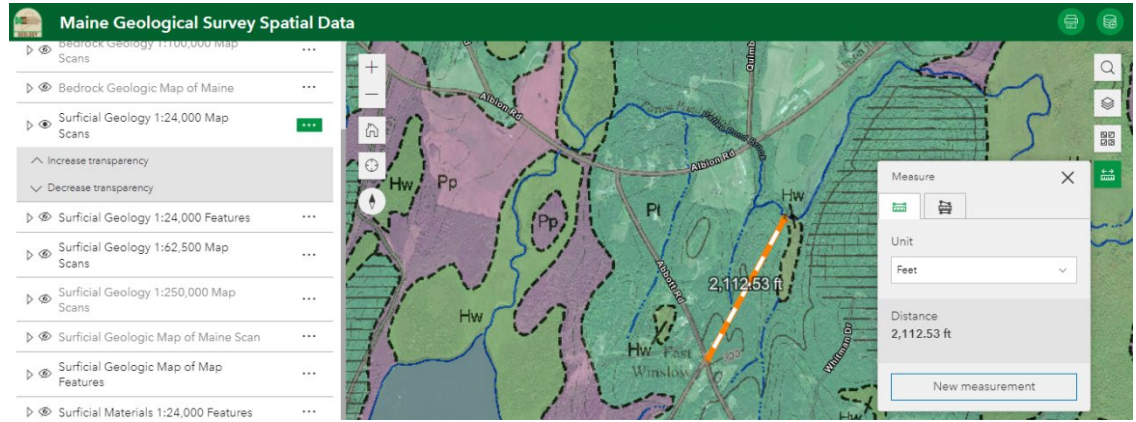 Maine Geological Survey Spatial Data
Bedrock Geology 1:100,000 Map
Scans
Bedrock Geologic Map of Maine
Surficial Geology 1:24,000 Map
Scans
Increase transparency
Decrease transparency
Surficial Geology 1:24,000 Features
Surficial Geology 1:62,500 Map
Scans
Surficial Geology 1:250,000 Map
Scans
Surficial Geologic Map of Maine Scan
Surficial Geologic Map of Map
Features
Surficial Materials 1:24,000 Features
Albion Rd
Quimb
Albion Rd
Hw
Pp
Pp
Pt
Hw
Abbott Rd
2,112.53 ft
Hw
Hw
East
Winslow
Whitman Dr
Hw
H
Measure
Unit
Feet
Distance
2,112.53 ft
New measurement